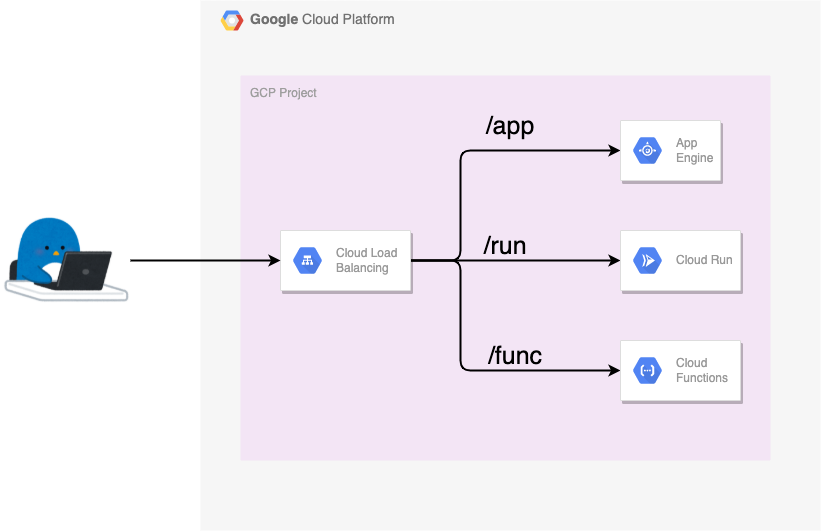 Google Cloud Platform
GCP Project
/app
App
Engine
Cloud Load
Balancing
/run
Cloud Run
/func
Cloud
Functions